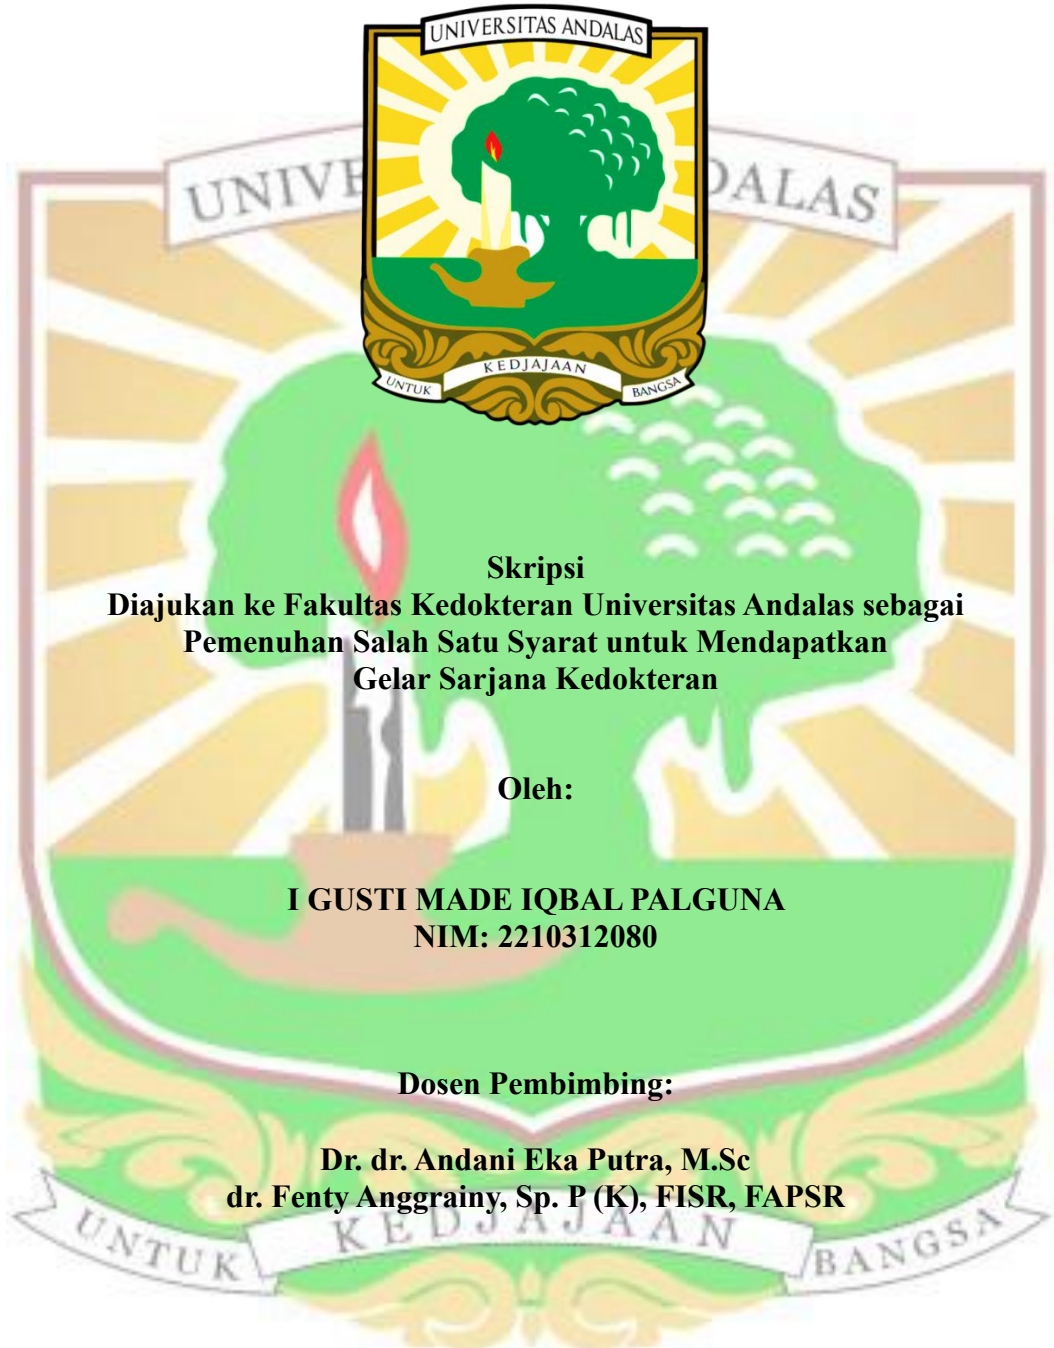 UNIVERSITAS ANDALAS
UNTUK KEDJAJAAN BANGSA
Skripsi
Diajukan ke Fakultas Kedokteran Universitas Andalas sebagai
Pemenuhan Salah Satu Syarat untuk Mendapatkan
Gelar Sarjana Kedokteran
Oleh:
I GUSTI MADE IQBAL PALGUNA
NIM: 2210312080
Dosen Pembimbing:
Dr. dr. Andani Eka Putra, M.Sc
dr. Fenty Anggrainy, Sp. P (K), FISR, FAPSR
UNTUK KEDJAJAAN BANGSA